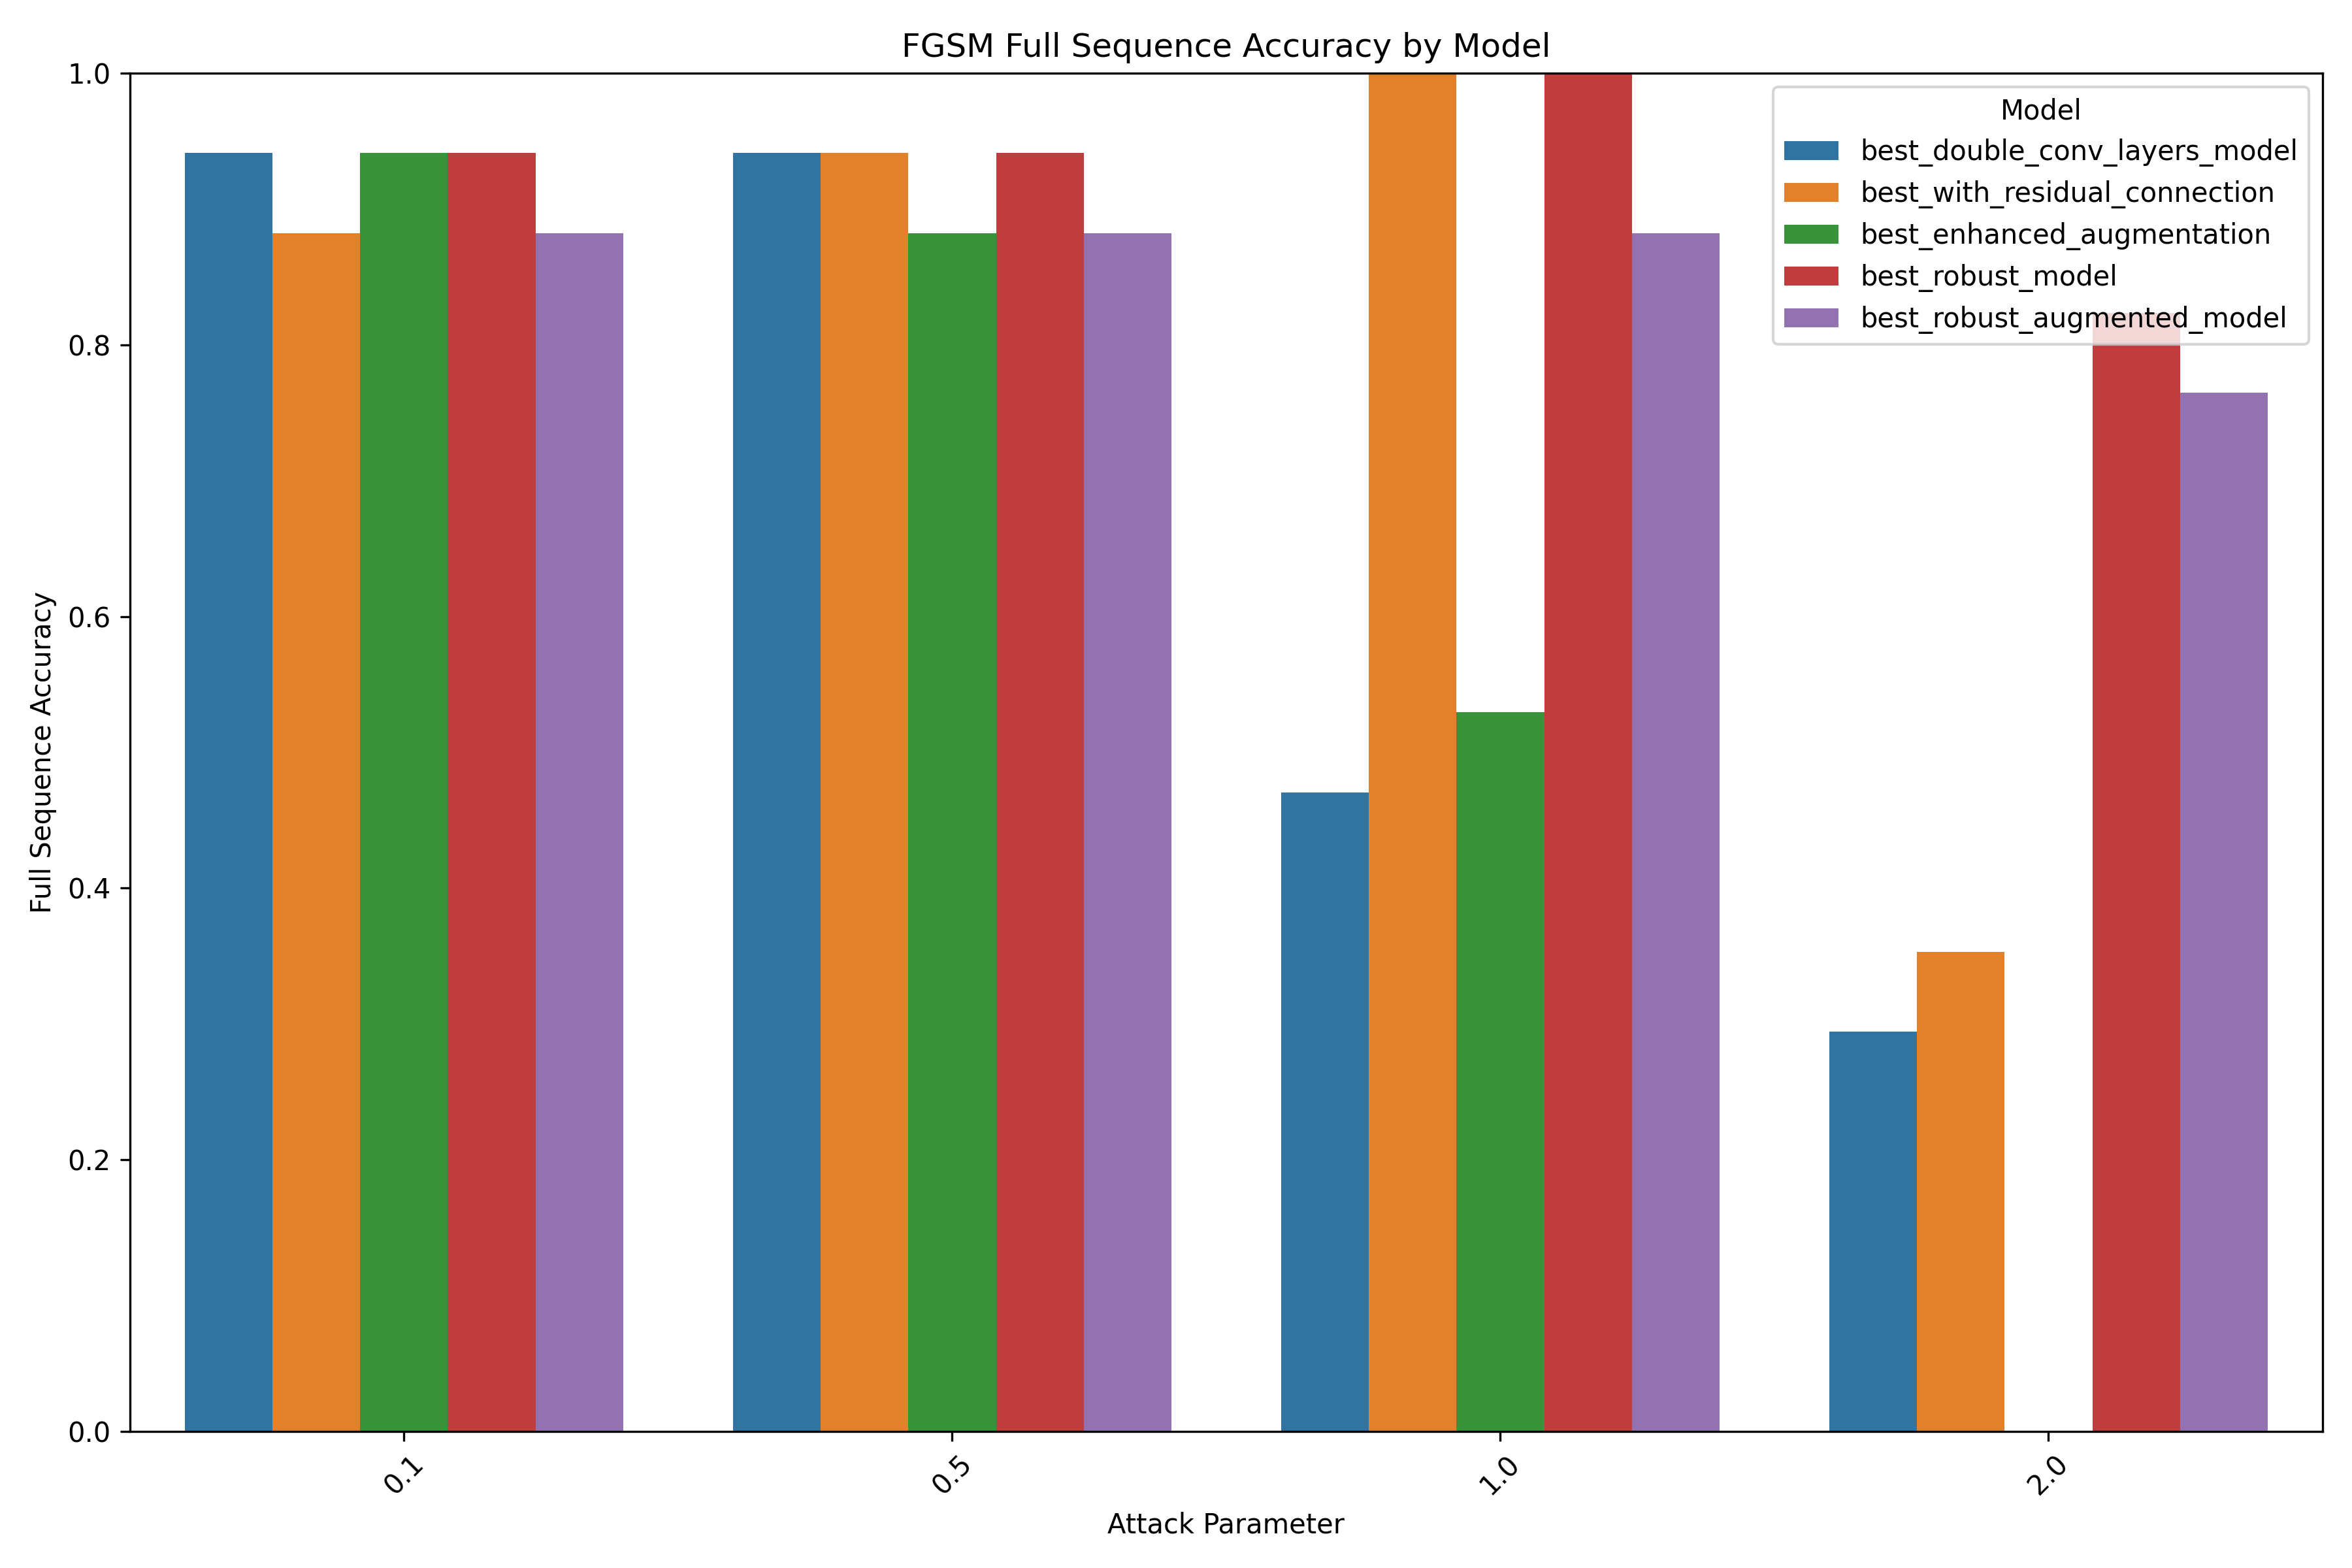 FGSM Full Sequence Accuracy by Model
1.0
0.8
0.6
0.4
0.2
0.0
Full Sequence Accuracy
Model
best_double_conv_layers_model
best_with_residual_connection
best_enhanced_augmentation
best_robust_model
best_robust_augmented_model
0.1
0.5
1.0
2.0
Attack Parameter